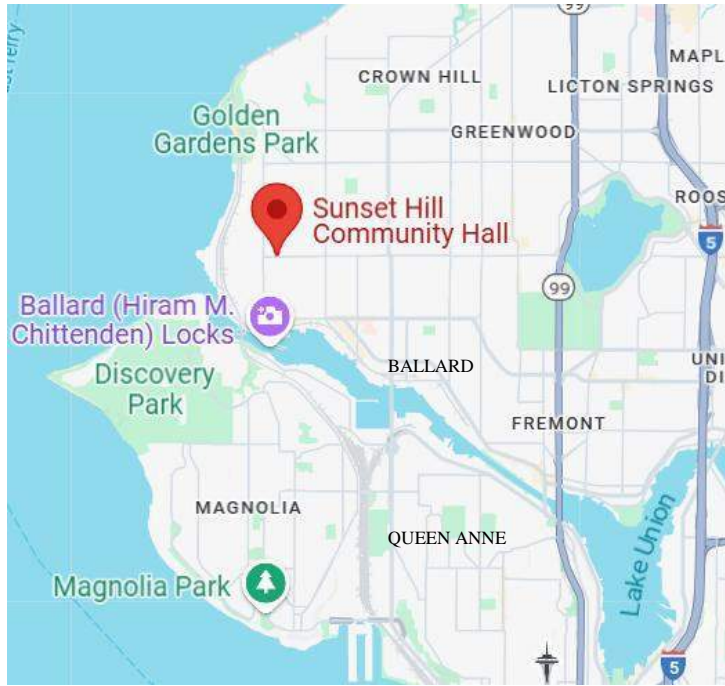 99
MAPL
CROWN HILL
LICTON SPRINGS
Golden
Gardens Park
GREENWOOD
ROOS
Sunset Hill
Community Hall
5
99
Ballard (Hiram M.
Chittenden) Locks
BALLARD
UNI
DI
Discovery
Park
FREMONT
MAGNOLIA
QUEEN ANNE
Lake Union
Magnolia Park
5